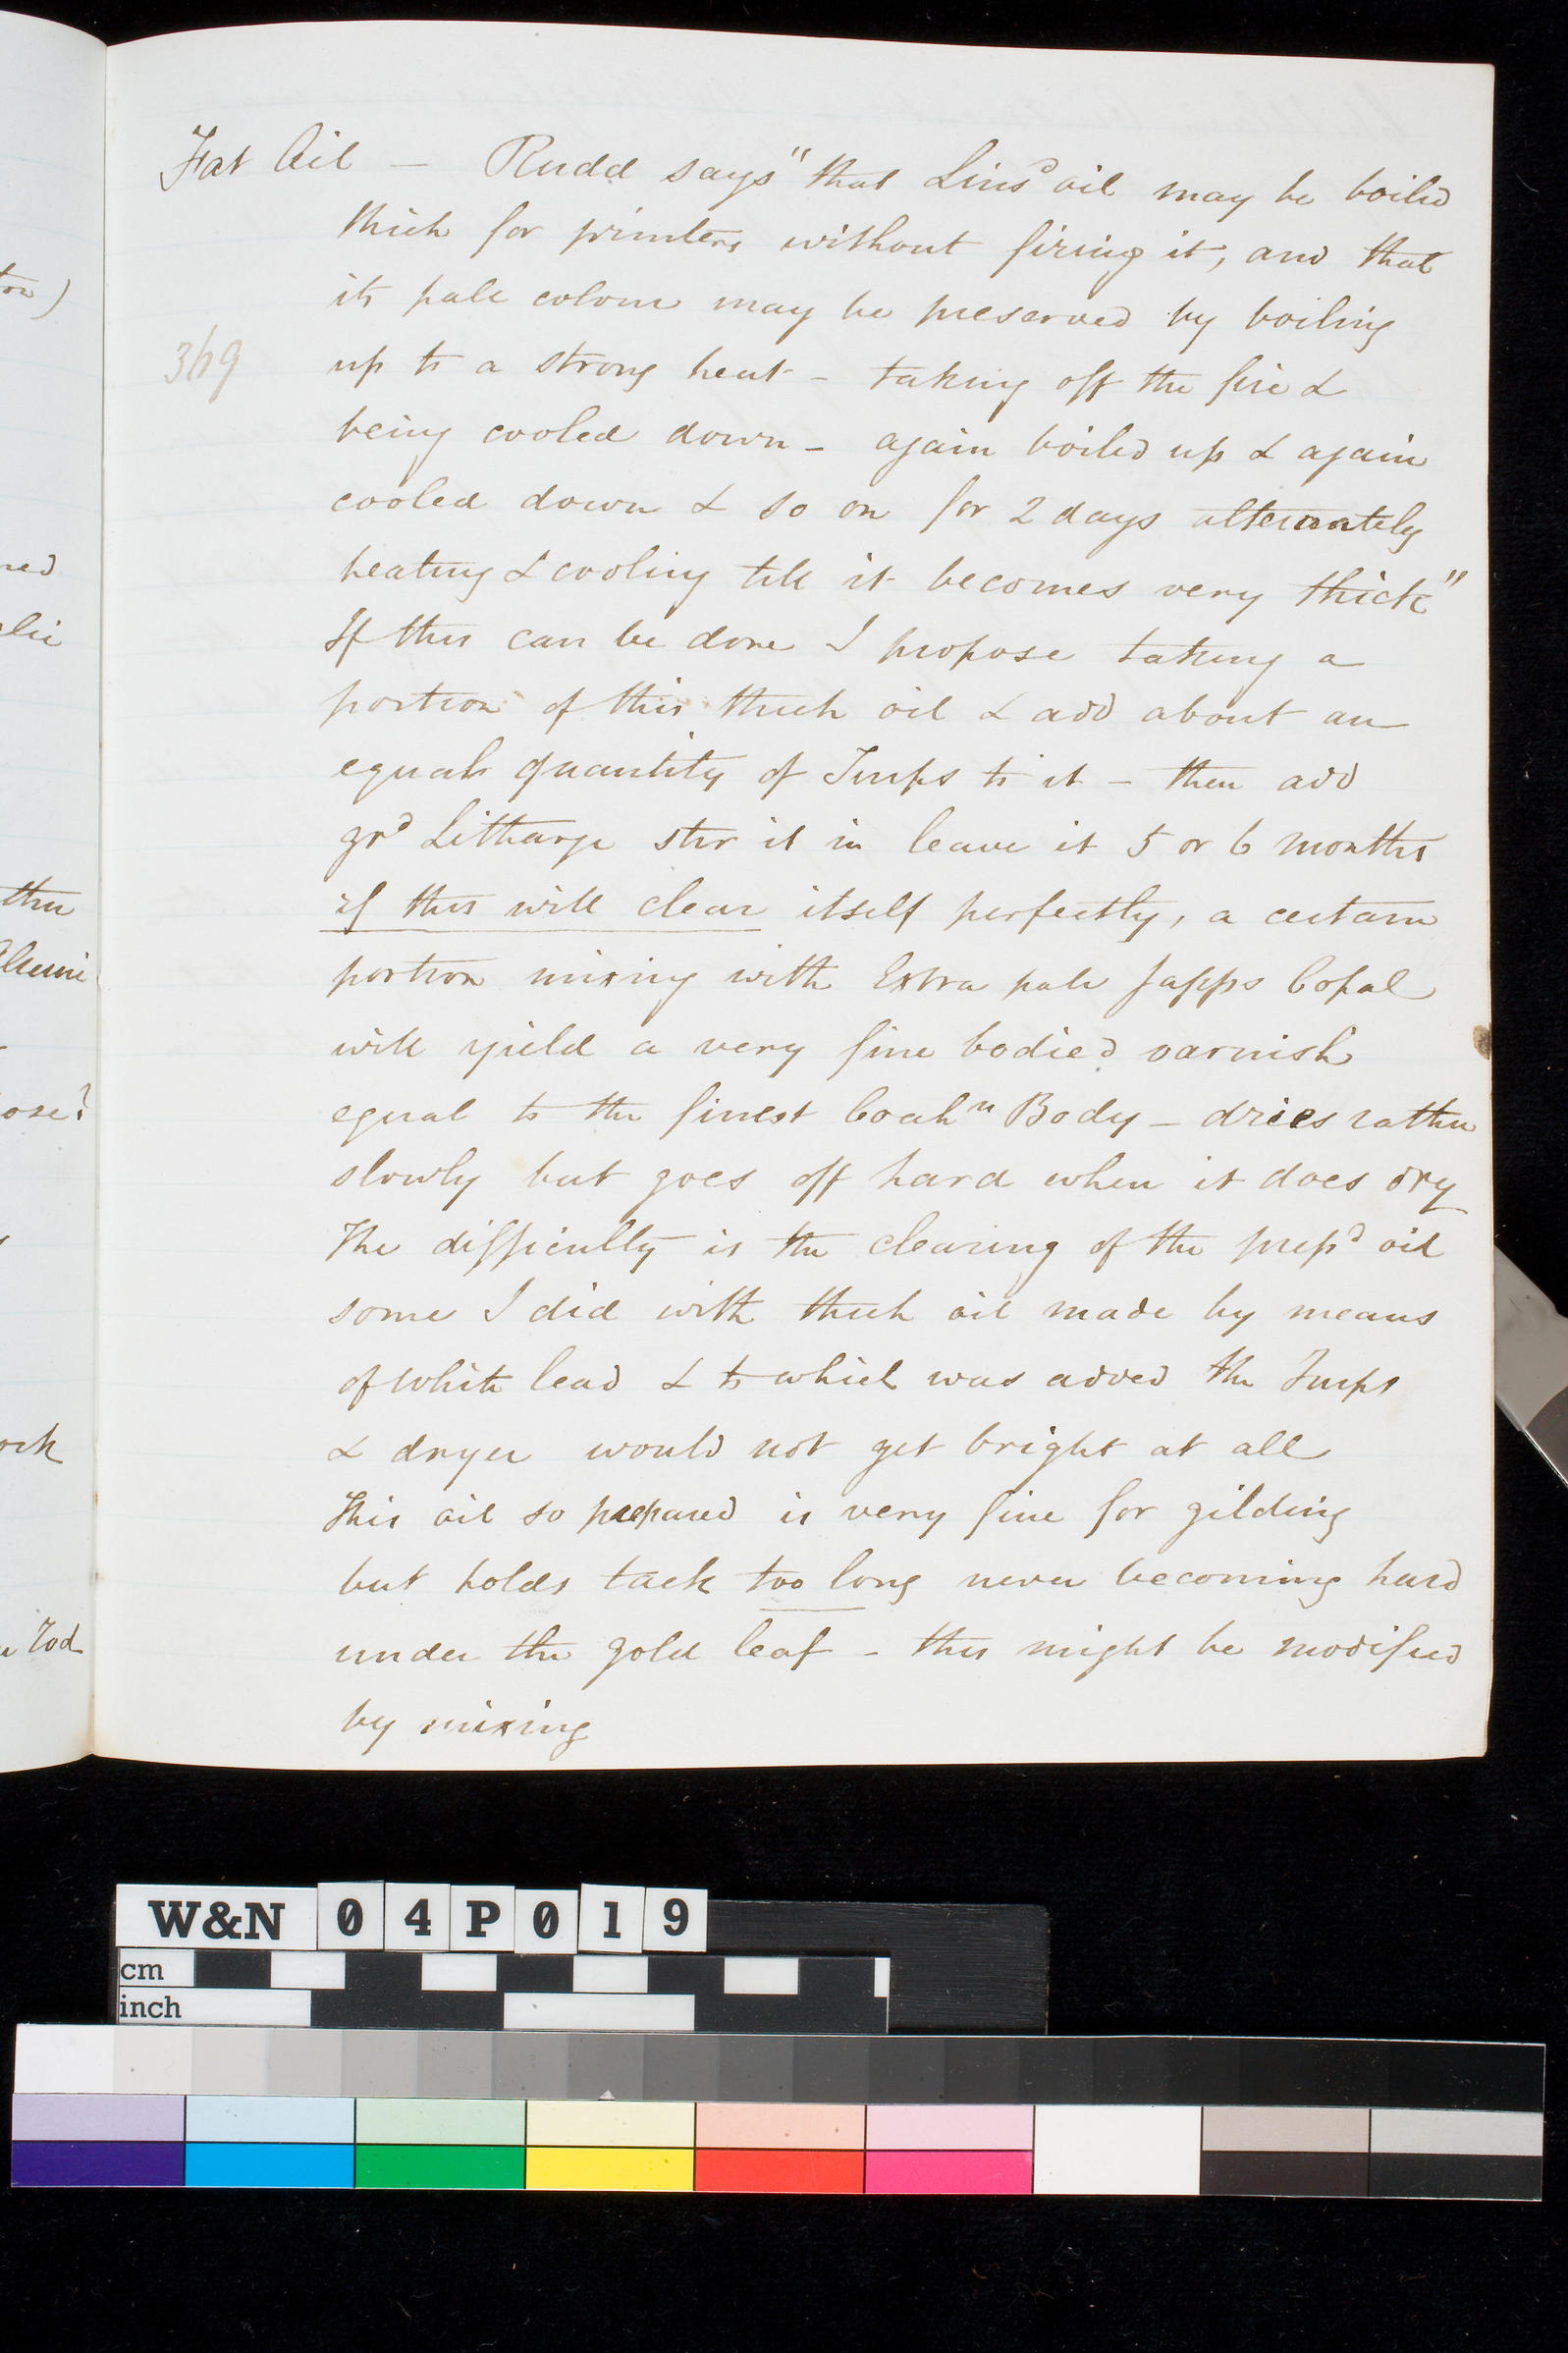 Fat Oil — Rudd says "that Lins^d oil may be boiled
thick for printers without firing it, and that
its pale colour may be preserved by boiling
up to a strong heat – taking off the fire &
being cooled down – again boiled up & again
cooled down & so on for 2 days alternately
heating & cooling till it becomes very thick"
If this can be done I propose taking a
portion of this thick oil & add about an
equal quantity of Turps to it – then add
gr^d Litharge stir it in leave it 5 or 6 months
if this will clear itself perfectly, a certain
portion mixing with Extra pale Japps Copal
will yield a very fine bodied varnish
equal to the finest Coach^n Body – dries rather
slowly but goes off hard when it does dry
The difficulty is the clearing of the prep^d oil
some I did with thick oil made by means
of white lead & to which was added the Turps
& dryer would not get bright at all
This oil so prepared is very fine for gilding
but holds tack too long never becoming hard
under the gold leaf – this might be modified
by mixing
ther
ose?
ork
Tod
W&N 04P019
cm
inch